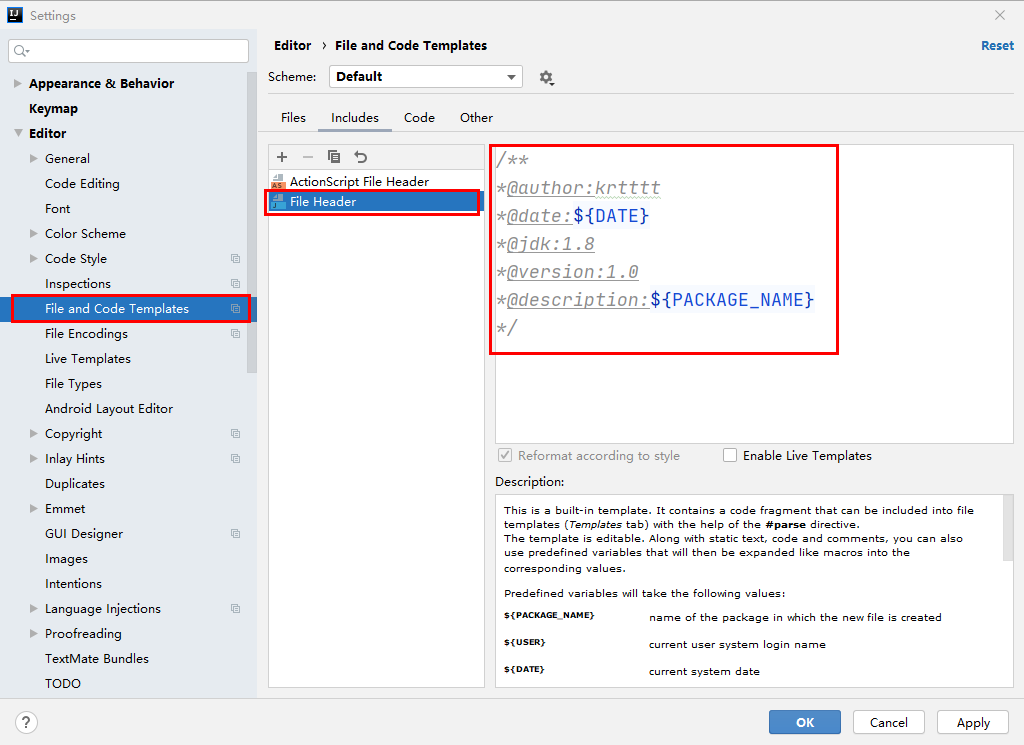 Settings
Appearance & Behavior
Keymap
Editor
General
Code Editing
Font
Color Scheme
Code Style
Inspections
File and Code Templates
File Encodings
Live Templates
File Types
Android Layout Editor
Copyright
Inlay Hints
Duplicates
Emmet
GUI Designer
Images
Intentions
Language Injections
Proofreading
TextMate Bundles
TODO
Editor › File and Code Templates
Reset
Scheme: Default
Files Includes Code Other
ActionScript File Header
File Header
/**
*@author:krtttt
*@date:${DATE}
*@jdk:1.8
*@version:1.0
*@description:${PACKAGE_NAME}
*/
Reformat according to style Enable Live Templates
Description:
This is a built-in template. It contains a code fragment that can be included into file
templates (Templates tab) with the help of the #parse directive.
The template is editable. Along with static text, code and comments, you can also
use predefined variables that will then be expanded like macros into the
corresponding values.
Predefined variables will take the following values:
${PACKAGE_NAME} name of the package in which the new file is created
${USER} current user system login name
${DATE} current system date
?
OK Cancel Apply